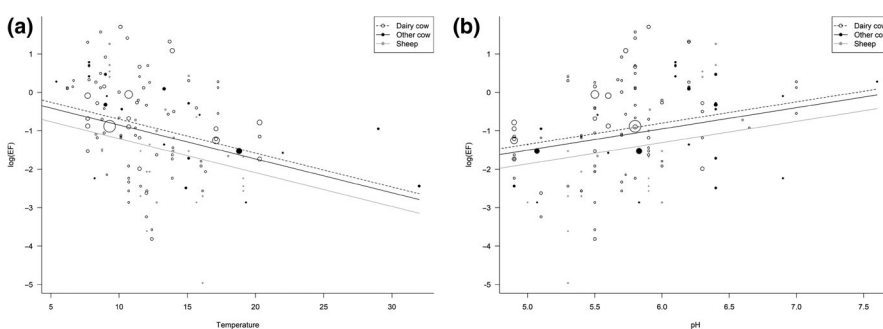 (a)
Dairy cow
Other cow
Sheep
log(EF)
1
0
−1
−2
−3
−4
−5
5
10
15
20
25
30
Temperature
(b)
Dairy cow
Other cow
Sheep
log(EF)
1
0
−1
−2
−3
−4
−5
5.0
5.5
6.0
6.5
7.0
7.5
pH